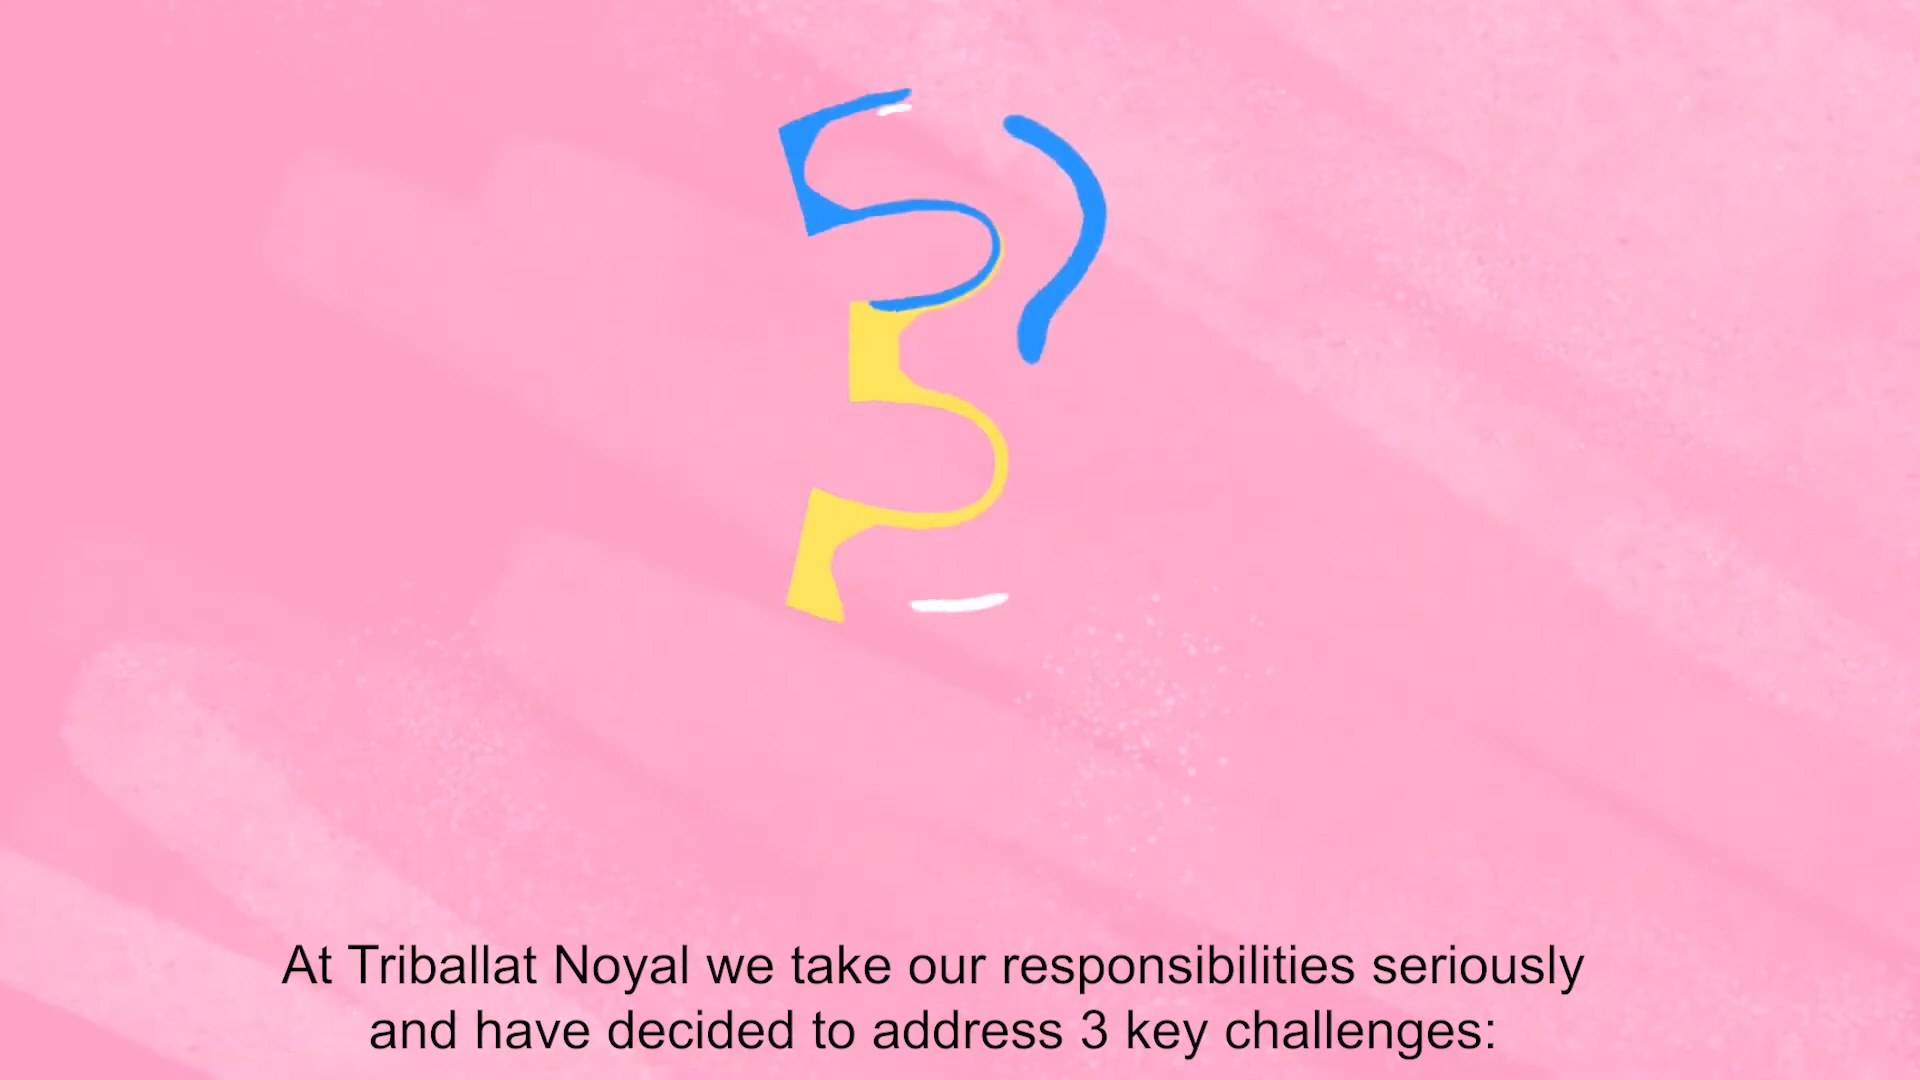 At Triballat Noyal we take our responsibilities seriously
and have decided to address 3 key challenges: